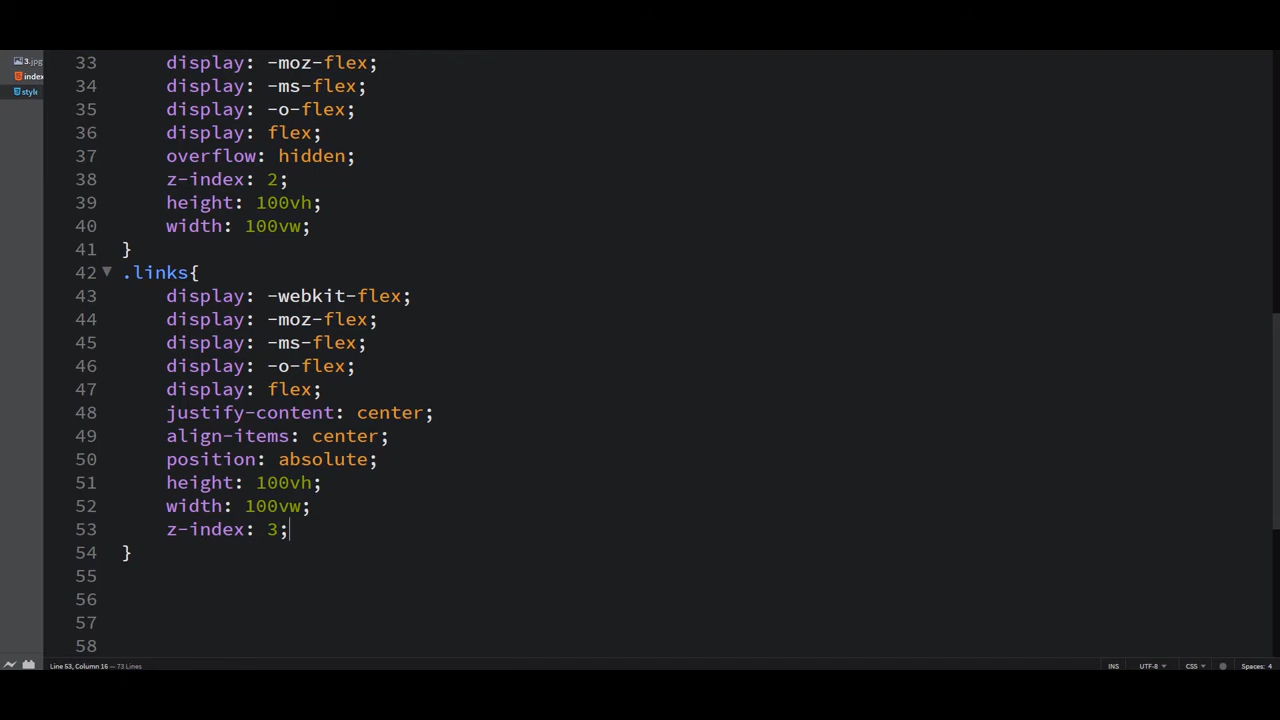 3.jpg
index
style
33 display: -moz-flex;
34 display: -ms-flex;
35 display: -o-flex;
36 display: flex;
37 overflow: hidden;
38 z-index: 2;
39 height: 100vh;
40 width: 100vw;
41 }
42 .links{
43 display: -webkit-flex;
44 display: -moz-flex;
45 display: -ms-flex;
46 display: -o-flex;
47 display: flex;
48 justify-content: center;
49 align-items: center;
50 position: absolute;
51 height: 100vh;
52 width: 100vw;
53 z-index: 3;
54 }
55
56
57
58
Line 53, Column 16 — 73 Lines INS UTF-8 CSS Spaces: 4